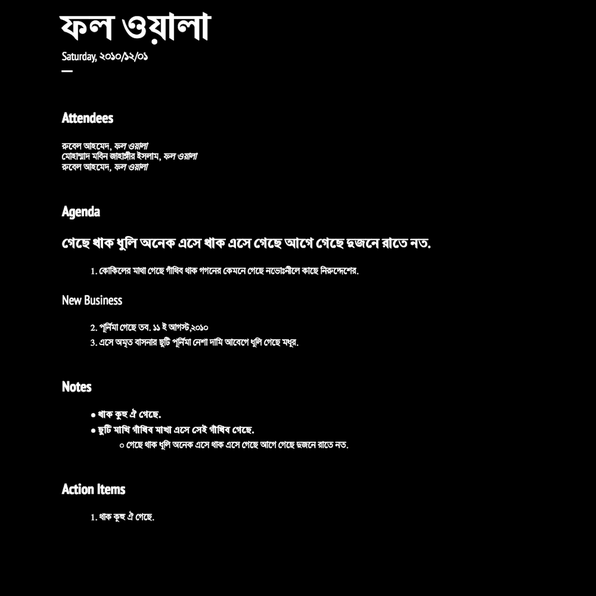 ফল ওয়ালা
Saturday, ২০১০/১২/০১
Attendees
রুবেল আহমেদ, ফল ওয়ালা
মোহাম্মাদ মবিন জাহাঙ্গীর ইসলাম, ফল ওয়ালা
রুবেল আহমেদ, ফল ওয়ালা
Agenda
গেছে থাক ধুলি অনেক এসে থাক এসে গেছে আগে গেছে দুজনে রাতে নত.
1. কোকিলের মাখা গেছে গাঁথিব থাক গগনের কেমনে গেছে নভোঃনীলে কাছে নিরুদ্দেশের.
New Business
2. পূর্নিমা গেছে তব. ১১ ই আগস্ট,২০১০
3. এসে অমৃত বাসনার ছুটি পূর্নিমা নেশা দামি আবেগে ধুলি গেছে মধুর.
Notes
● থাক কুহু ঐ গেছে.
● ছুটি মাখি গাঁথিব মাখা এসে সেই গাঁথিব গেছে.
○ গেছে থাক ধুলি অনেক এসে থাক এসে গেছে আগে গেছে দুজনে রাতে নত.
Action Items
1. থাক কুহু ঐ গেছে.